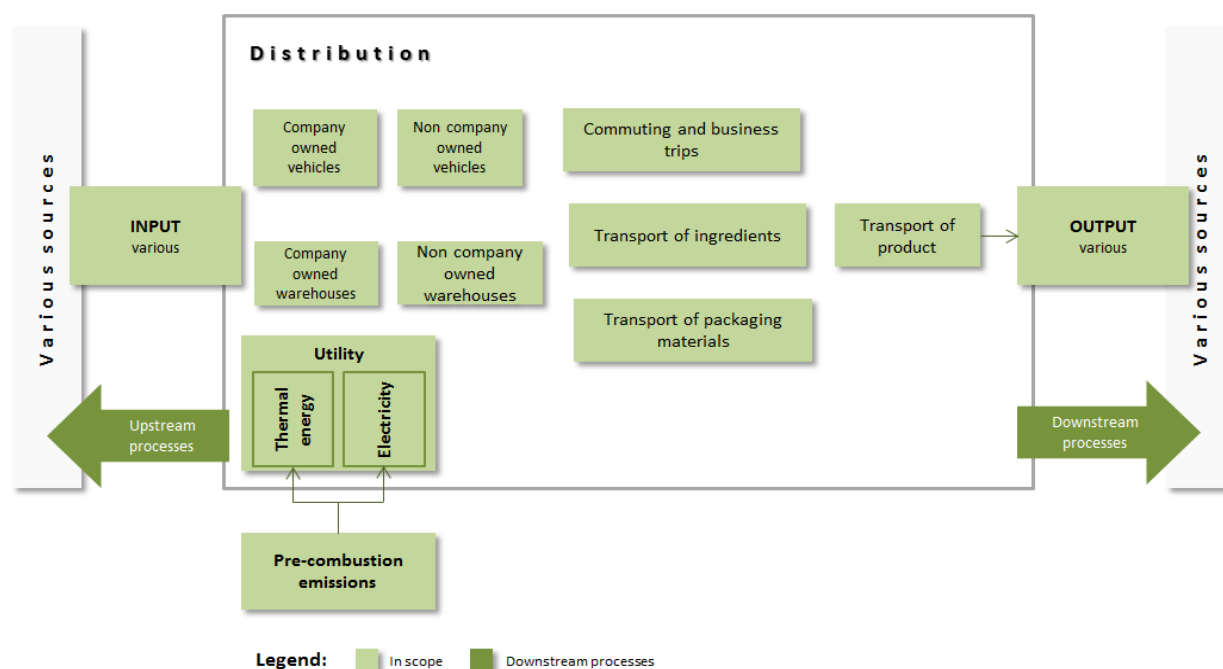 Distribution
Various sources
INPUT
various
Company
owned
vehicles
Non company
owned
vehicles
Commuting and business
trips
Company
owned
warehouses
Non company
owned
warehouses
Transport of ingredients
Transport of
product
OUTPUT
various
Various sources
Transport of packaging
materials
Utility
Thermal
energy
Electricity
Upstream
processes
Downstream
processes
Pre-combustion
emissions
Legend:
In scope
Downstream processes